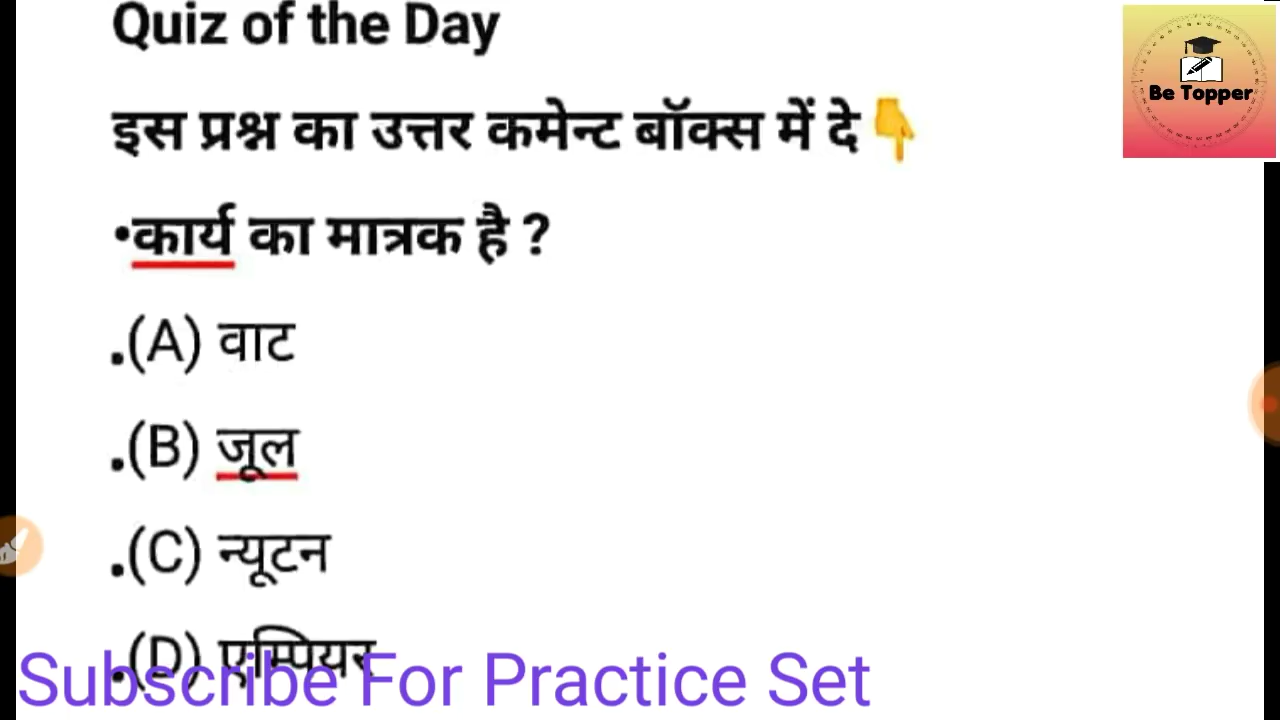 Quiz of the Day
Be Topper
इस प्रश्न का उत्तर कमेन्ट बॉक्स में दे👇
•कार्य का मात्रक है ?
.(A) वाट
.(B) जूल
.(C) न्यूटन
.(D) एम्पियर
Subscribe For Practice Set